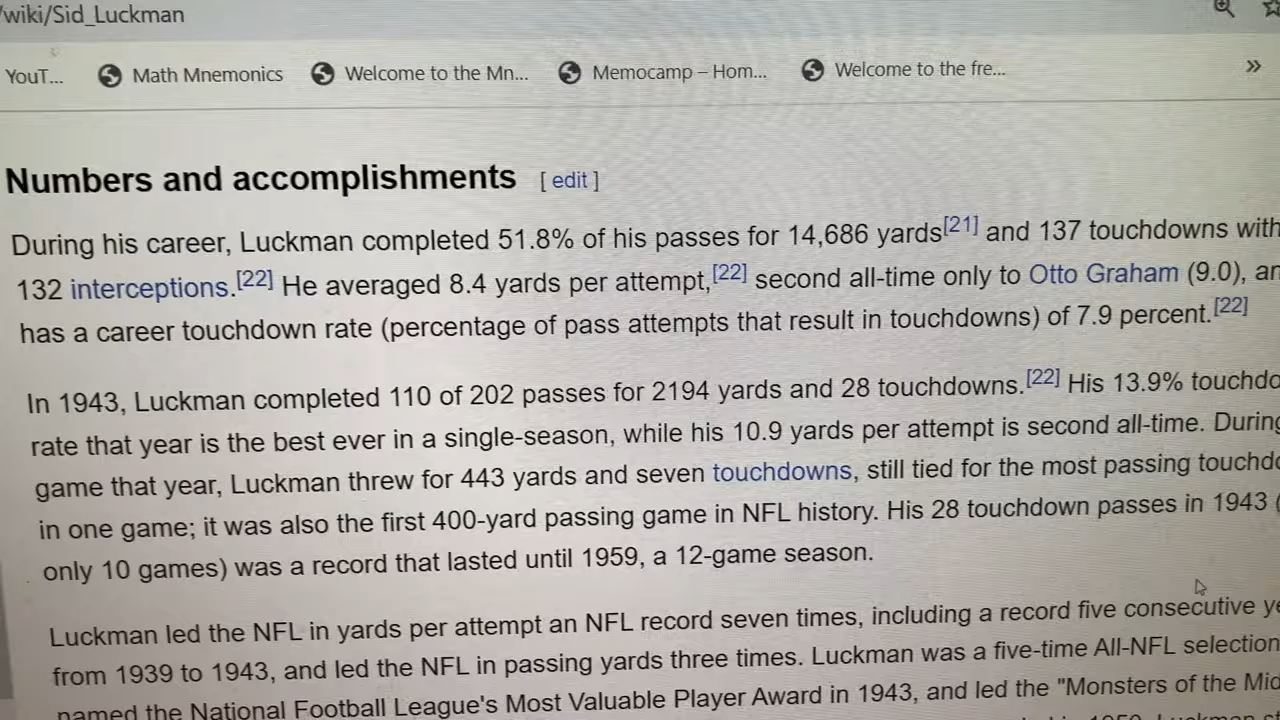 /wiki/Sid_Luckman
YouT... Math Mnemonics Welcome to the Mn... Memocamp – Hom... Welcome to the fre... »
Numbers and accomplishments [ edit ]
During his career, Luckman completed 51.8% of his passes for 14,686 yards[21] and 137 touchdowns with
132 interceptions.[22] He averaged 8.4 yards per attempt,[22] second all-time only to Otto Graham (9.0), an
has a career touchdown rate (percentage of pass attempts that result in touchdowns) of 7.9 percent.[22]
In 1943, Luckman completed 110 of 202 passes for 2194 yards and 28 touchdowns.[22] His 13.9% touchdo
rate that year is the best ever in a single-season, while his 10.9 yards per attempt is second all-time. During
game that year, Luckman threw for 443 yards and seven touchdowns, still tied for the most passing touchdo
in one game; it was also the first 400-yard passing game in NFL history. His 28 touchdown passes in 1943 (
only 10 games) was a record that lasted until 1959, a 12-game season.
Luckman led the NFL in yards per attempt an NFL record seven times, including a record five consecutive ye
from 1939 to 1943, and led the NFL in passing yards three times. Luckman was a five-time All-NFL selection
named the National Football League's Most Valuable Player Award in 1943, and led the "Monsters of the Mid